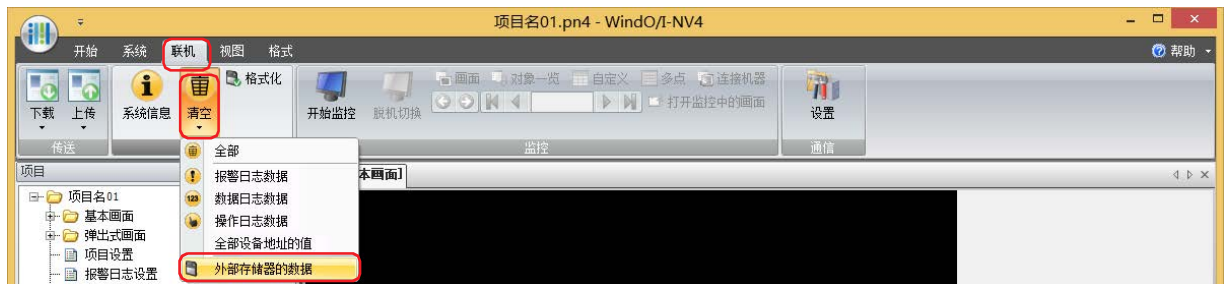 项目名01.pn4 - WindO/I-NV4
开始 系统 联机 视图 格式 帮助
下载 上传 系统信息 清空 格式化 开始监控 脱机切换 画面 对象一览 自定义 多点 连接机器 打开监控中的画面 设置
传送 监控 通信
项目
全部
本画面]
报警日志数据
数据日志数据
操作日志数据
全部设备地址的值
外部存储器的数据
项目名01
基本画面
弹出式画面
项目设置
报警日志设置